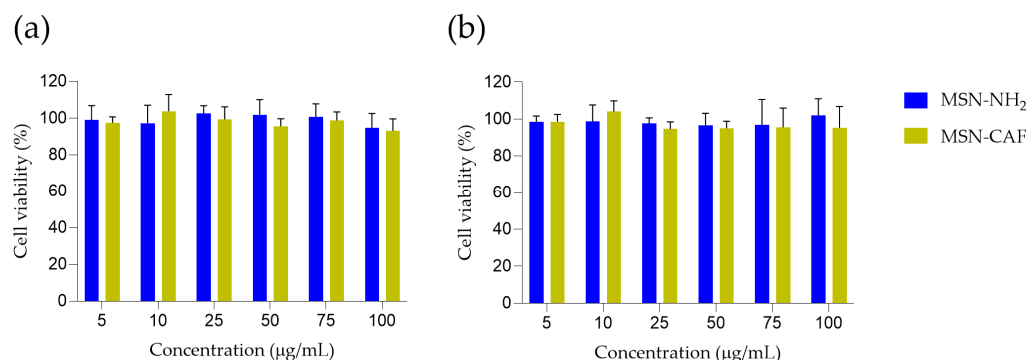 (a)
120
100
80
60
40
20
0
Cell viability (%)
5 10 25 50 75 100
Concentration (µg/mL)
(b)
120
100
80
60
40
20
0
Cell viability (%)
5 10 25 50 75 100
Concentration (µg/mL)
MSN-NH₂
MSN-CAF